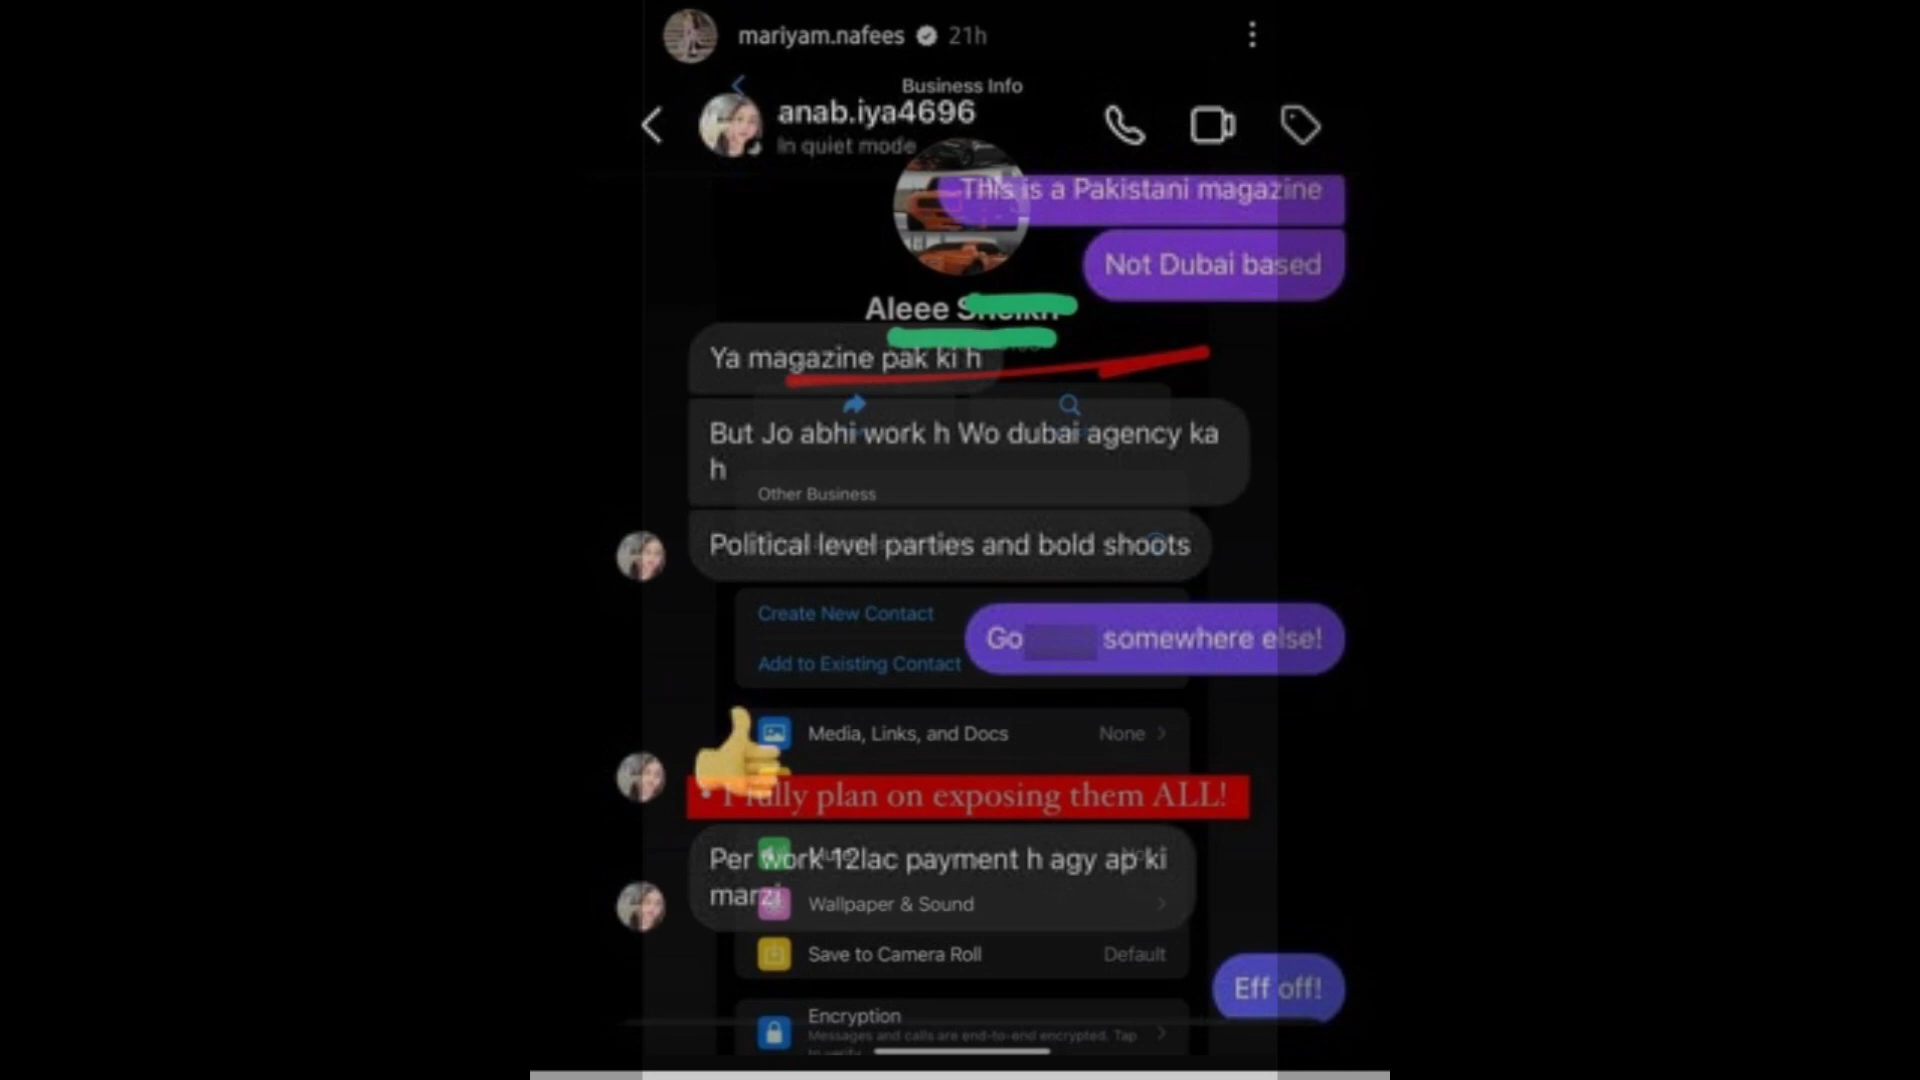 mariyam.nafees 21h
Business Info
anab.iya4696
In quiet mode
This is a Pakistani magazine
Not Dubai based
Aleee Sheikh
Ya magazine pak ki h
But Jo abhi work h Wo dubai agency ka
h
Other Business
Political level parties and bold shoots
Create New Contact
Go somewhere else!
Add to Existing Contact
Media, Links, and Docs None
• I fully plan on exposing them ALL!
Per work 12lac payment h agy ap ki
marzi
Wallpaper & Sound
Save to Camera Roll Default
Eff off!
Encryption
Messages and calls are end-to-end encrypted. Tap
to verify.